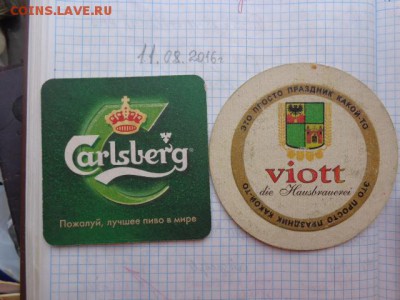 COINS.LAVE.RU
11.08.2016г
Carlsberg
Пожалуй, лучшее пиво в мире
ЭТО ПРОСТО ПРАЗДНИК КАКОЙ-ТО
viott
die Hausbrauerei
ЭТО ПРОСТО ПРАЗДНИК КАКОЙ-ТО